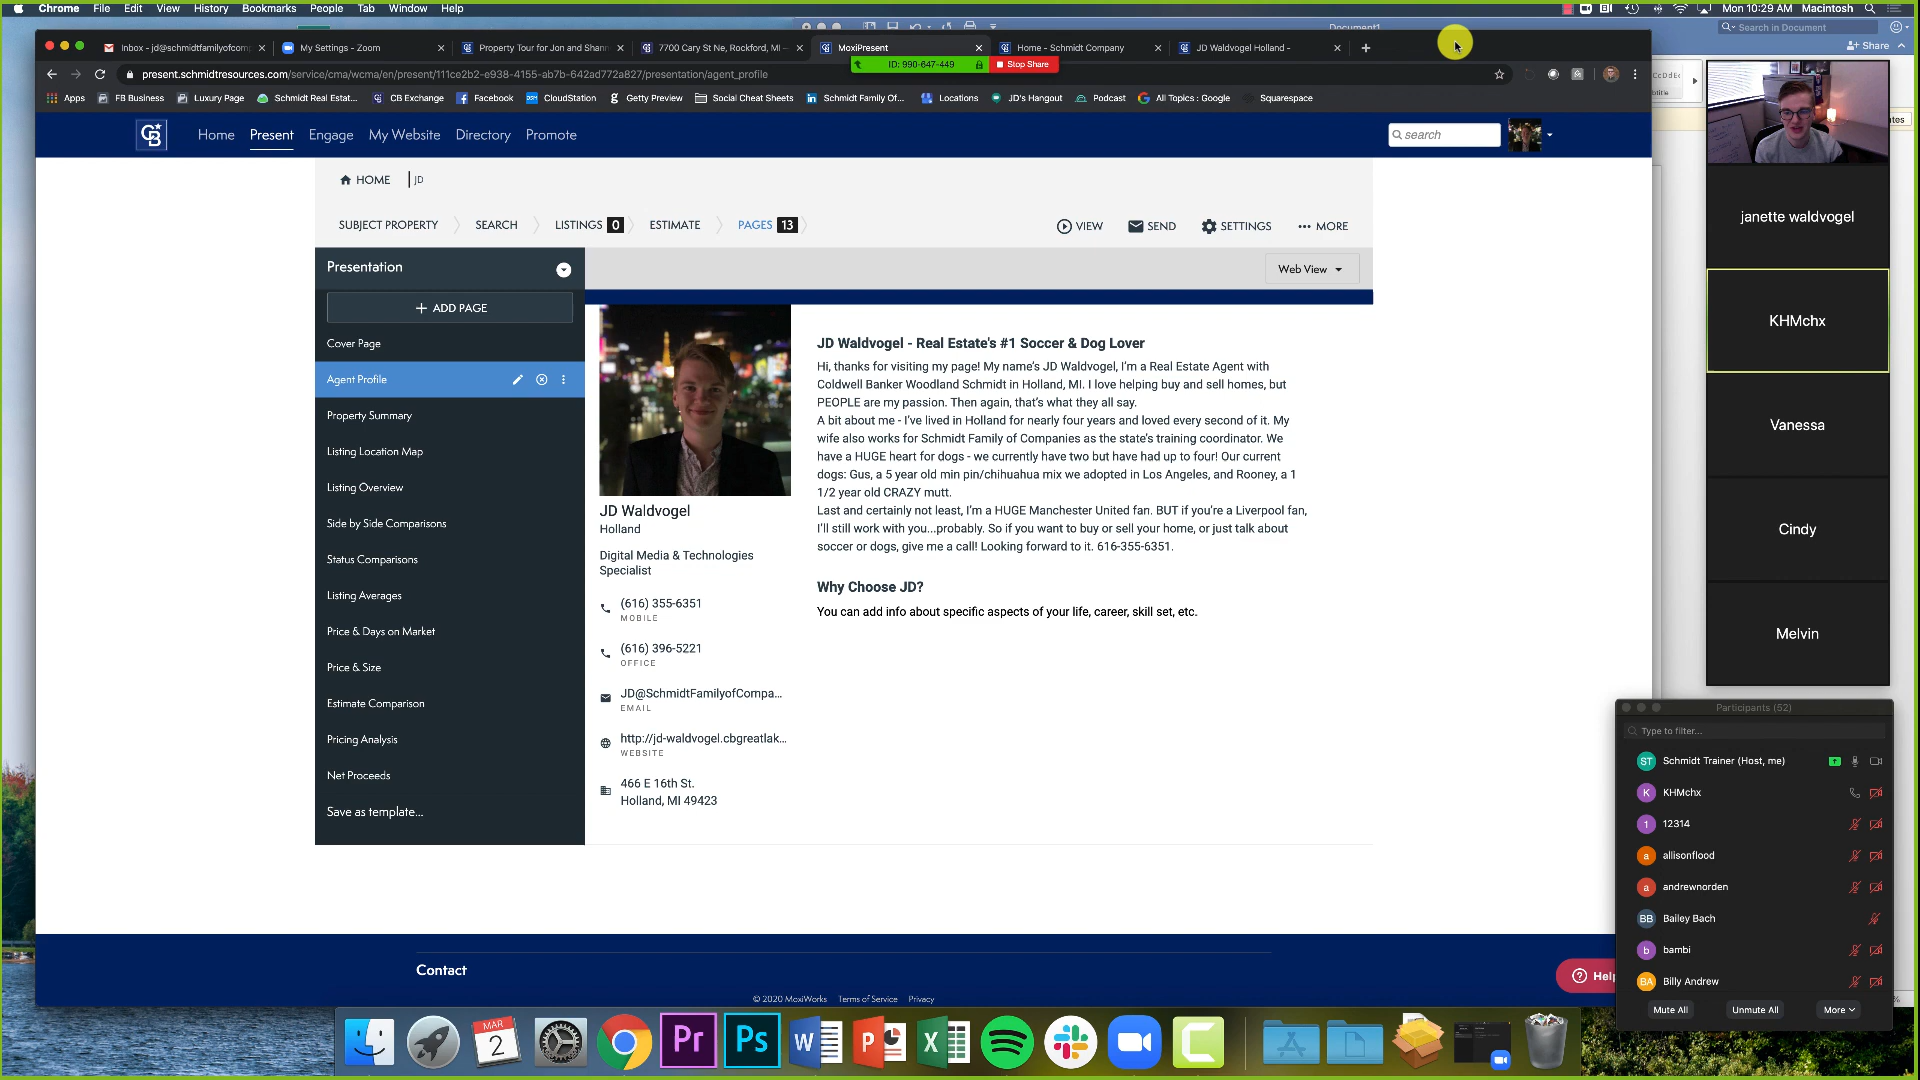 Chrome File Edit View History Bookmarks People Tab Window Help
Mon 10:29 AM Macintosh
Document1
Search in Document
Share
Inbox - jd@schmidtfamilyofcom
My Settings - Zoom
Property Tour for Jon and Shann
7700 Cary St Ne, Rockford, MI –
MoxiPresent
Home - Schmidt Company
JD Waldvogel Holland -
ID: 990-647-449
Stop Share
present.schmidtresources.com/service/cma/wcma/en/present/111ce2b2-e938-4155-ab7b-642ad772a827/presentation/agent_profile
Apps
FB Business
Luxury Page
Schmidt Real Estat...
CB Exchange
Facebook
CloudStation
Getty Preview
Social Cheat Sheets
Schmidt Family Of...
Locations
JD's Hangout
Podcast
All Topics : Google
Squarespace
Home
Present
Engage
My Website
Directory
Promote
search
HOME
JD
SUBJECT PROPERTY
SEARCH
LISTINGS 0
ESTIMATE
PAGES 13
VIEW
SEND
SETTINGS
MORE
Presentation
Web View
ADD PAGE
Cover Page
Agent Profile
Property Summary
Listing Location Map
Listing Overview
Side by Side Comparisons
Status Comparisons
Listing Averages
Price & Days on Market
Price & Size
Estimate Comparison
Pricing Analysis
Net Proceeds
Save as template...
JD Waldvogel
Holland
Digital Media & Technologies
Specialist
(616) 355-6351
MOBILE
(616) 396-5221
OFFICE
JD@SchmidtFamilyofCompa...
EMAIL
http://jd-waldvogel.cbgreatlak...
WEBSITE
466 E 16th St.
Holland, MI 49423
JD Waldvogel - Real Estate's #1 Soccer & Dog Lover
Hi, thanks for visiting my page! My name's JD Waldvogel, I'm a Real Estate Agent with
Coldwell Banker Woodland Schmidt in Holland, MI. I love helping buy and sell homes, but
PEOPLE are my passion. Then again, that's what they all say.
A bit about me - I've lived in Holland for nearly four years and loved every second of it. My
wife also works for Schmidt Family of Companies as the state's training coordinator. We
have a HUGE heart for dogs - we currently have two but have had up to four! Our current
dogs: Gus, a 5 year old min pin/chihuahua mix we adopted in Los Angeles, and Rooney, a 1
1/2 year old CRAZY mutt.
Last and certainly not least, I'm a HUGE Manchester United fan. BUT if you're a Liverpool fan,
I'll still work with you...probably. So if you want to buy or sell your home, or just talk about
soccer or dogs, give me a call! Looking forward to it. 616-355-6351.
Why Choose JD?
You can add info about specific aspects of your life, career, skill set, etc.
Contact
© 2020 MoxiWorks Terms of Service Privacy
Help
janette waldvogel
KHMchx
Vanessa
Cindy
Melvin
Participants (52)
Type to filter...
ST Schmidt Trainer (Host, me)
K KHMchx
1 12314
a allisonflood
a andrewnorden
BB Bailey Bach
b bambi
BA Billy Andrew
Mute All
Unmute All
More
MAR
2
Pr
Ps
W
P
X